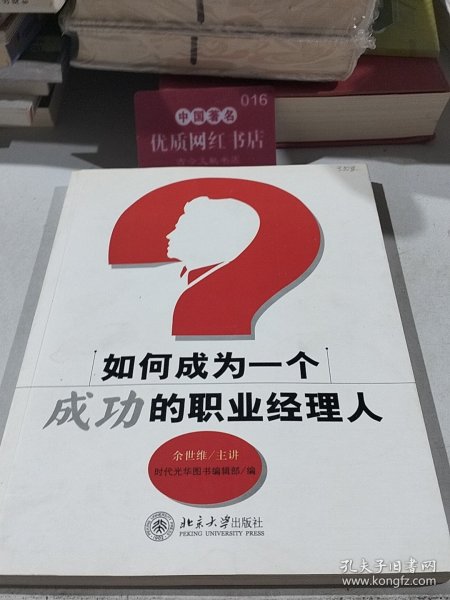 016
中国著名
优质网红书店
如何成为一个
成功的职业经理人
余世维/主讲
时代光华图书编辑部/编
北京大学出版社
PEKING UNIVERSITY PRESS
孔夫子旧书网
www.kongfz.com